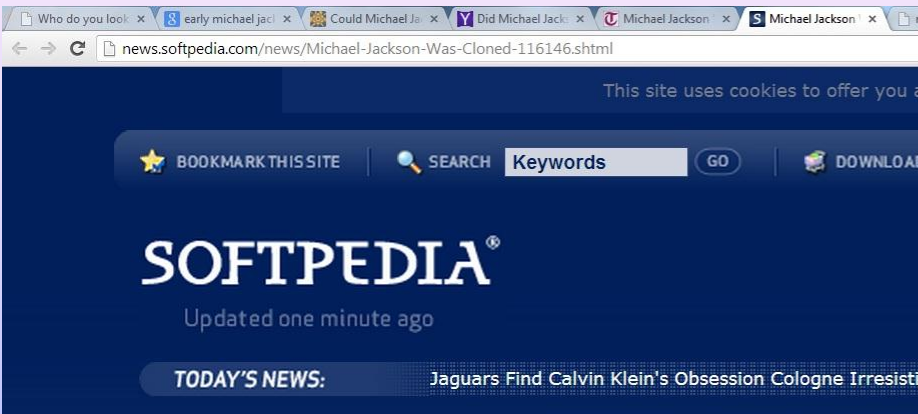 Who do you look early michael jac Could Michael Ja Did Michael Jacks Michael Jackson Michael Jackson
news.softpedia.com/news/Michael-Jackson-Was-Cloned-116146.shtml
This site uses cookies to offer you a
BOOKMARK THIS SITE SEARCH Keywords GO DOWNLOA
SOFTPEDIA®
Updated one minute ago
TODAY'S NEWS: Jaguars Find Calvin Klein's Obsession Cologne Irresisti